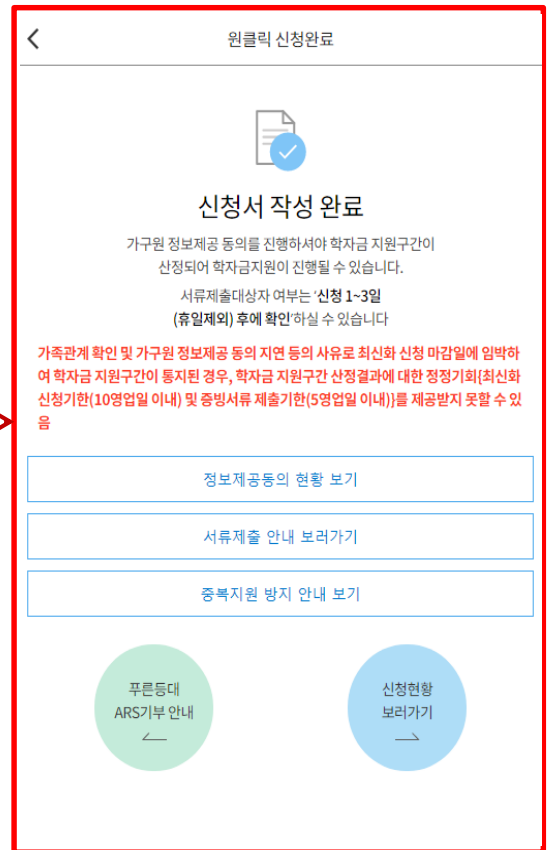 원클릭 신청완료
신청서 작성 완료
가구원 정보제공 동의를 진행하셔야 학자금 지원구간이
산정되어 학자금지원이 진행될 수 있습니다.
서류제출대상자 여부는 '신청 1~3일
(휴일제외) 후에 확인'하실 수 있습니다
가족관계 확인 및 가구원 정보제공 동의 지연 등의 사유로 최신화 신청 마감일에 임박하
여 학자금 지원구간이 통지된 경우, 학자금 지원구간 산정결과에 대한 정정기회{최신화
신청기한(10영업일 이내) 및 증빙서류 제출기한(5영업일 이내)}를 제공받지 못할 수 있
음
정보제공동의 현황 보기
서류제출 안내 보러가기
중복지원 방지 안내 보기
푸른등대
ARS기부 안내
신청현황
보러가기